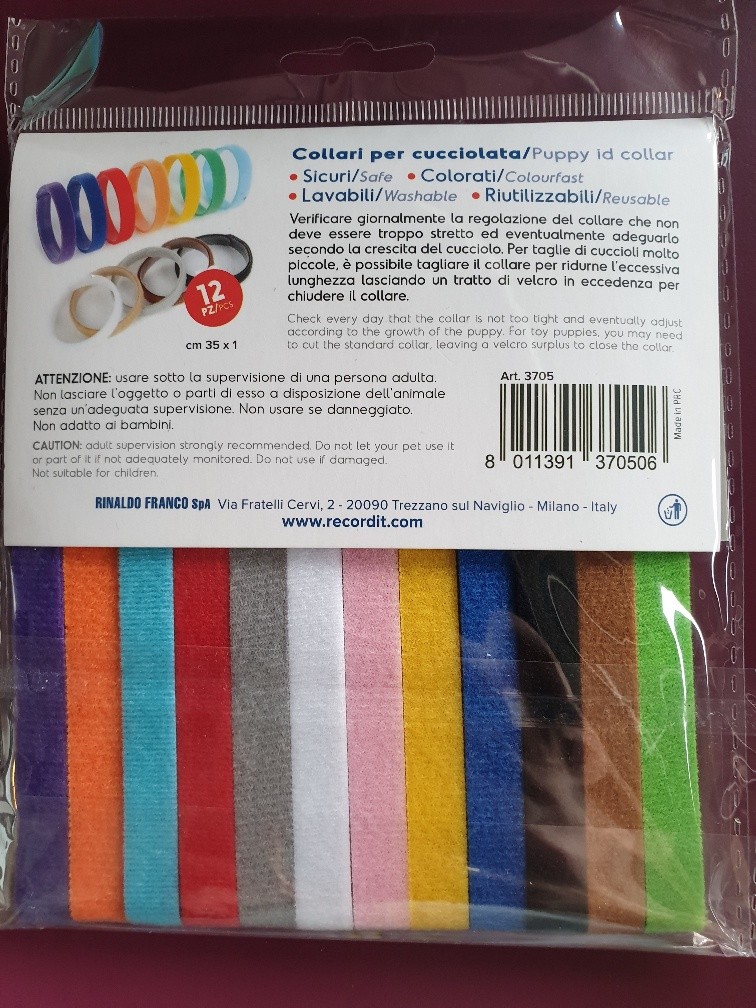 Collari per cucciolata/Puppy id collar
• Sicuri/Safe • Colorati/Colourfast
• Lavabili/Washable • Riutilizzabili/Reusable
Verificare giornalmente la regolazione del collare che non
deve essere troppo stretto ed eventualmente adeguarlo
secondo la crescita del cucciolo. Per taglie di cuccioli molto
piccole, è possibile tagliare il collare per ridurne l'eccessiva
lunghezza lasciando un tratto di velcro in eccedenza per
chiudere il collare.
Check every day that the collar is not too tight and eventually adjust
according to the growth of the puppy. For toy puppies, you may need
to cut the standard collar, leaving a velcro surplus to close the collar.
12
PZ/PCS
cm 35 x 1
ATTENZIONE: usare sotto la supervisione di una persona adulta.
Non lasciare l'oggetto o parti di esso a disposizione dell'animale
senza un'adeguata supervisione. Non usare se danneggiato.
Non adatto ai bambini.
CAUTION: adult supervision strongly recommended. Do not let your pet use it
or part of it if not adequately monitored. Do not use if damaged.
Not suitable for children.
Art. 3705
Made in PRC
8 011391 370506
RINALDO FRANCO SpA Via Fratelli Cervi, 2 - 20090 Trezzano sul Naviglio - Milano - Italy
www.recordit.com